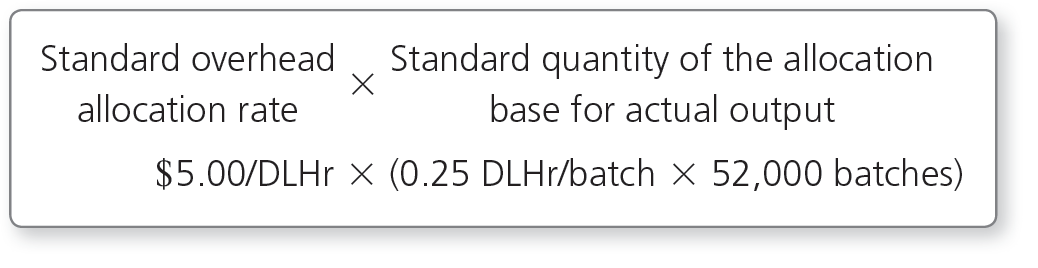 Standard overhead allocation rate × Standard quantity of the allocation base for actual output
$5.00/DLHr × (0.25 DLHr/batch × 52,000 batches)